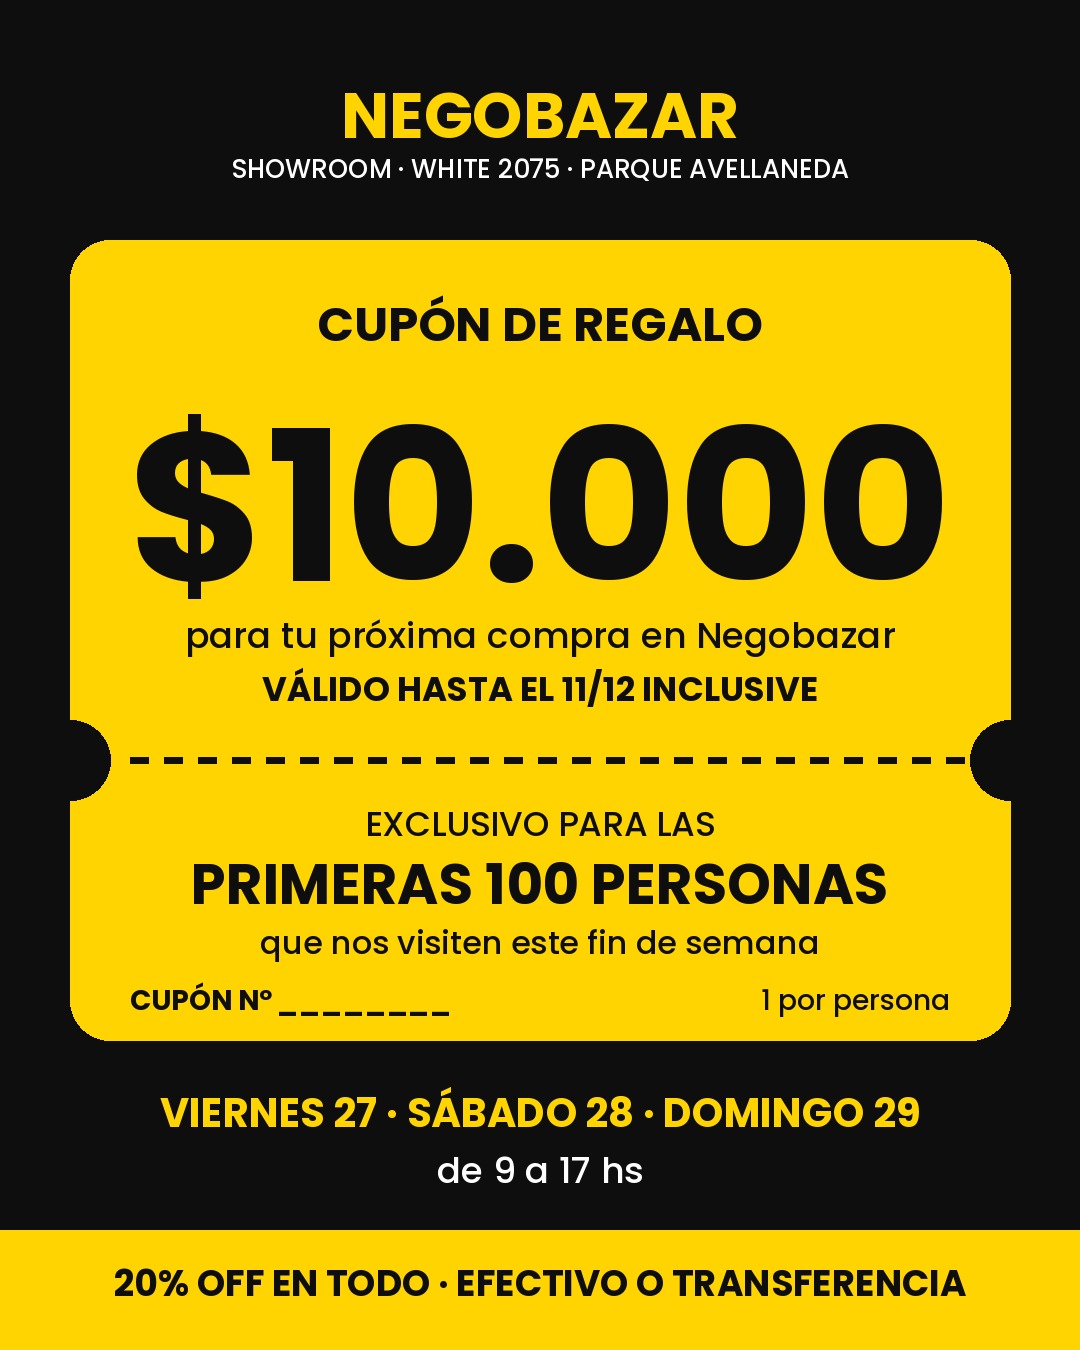 NEGOBAZAR
SHOWROOM · WHITE 2075 · PARQUE AVELLANEDA
CUPÓN DE REGALO
$10.000
para tu próxima compra en Negobazar
VÁLIDO HASTA EL 11/12 INCLUSIVE
EXCLUSIVO PARA LAS
PRIMERAS 100 PERSONAS
que nos visiten este fin de semana
CUPÓN Nº ________ 1 por persona
VIERNES 27 · SÁBADO 28 · DOMINGO 29
de 9 a 17 hs
20% OFF EN TODO · EFECTIVO O TRANSFERENCIA